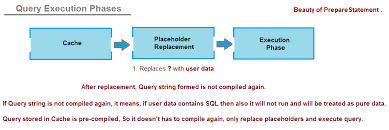 Query Execution Phases
Beauty of PrepareStatement .
Cache
Placeholder
Replacement
Execution
Phase
1. Replaces ? with user data
After replacement, Query string formed is not compiled again.
If Query string is not compiled again, it means, if user data contains SQL then also it will not run and will be treated as pure data.
Query stored in Cache is pre-compiled, So it doesn't has to compile again, only replace placeholders and execute query.